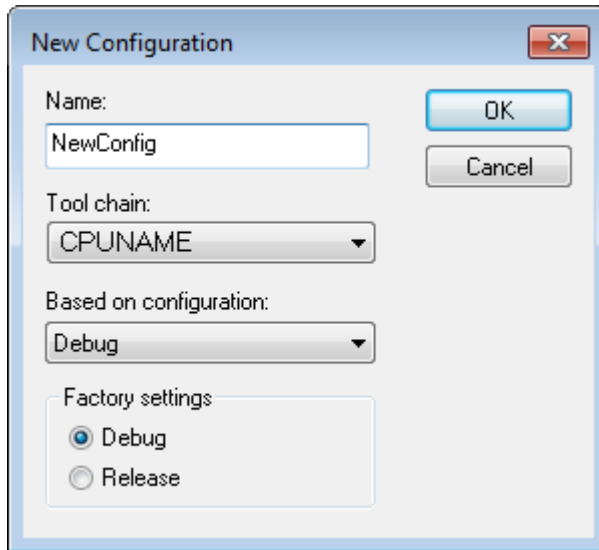 New Configuration
Name:
OK
NewConfig
Cancel
Tool chain:
CPUNAME
Based on configuration:
Debug
Factory settings
Debug
Release